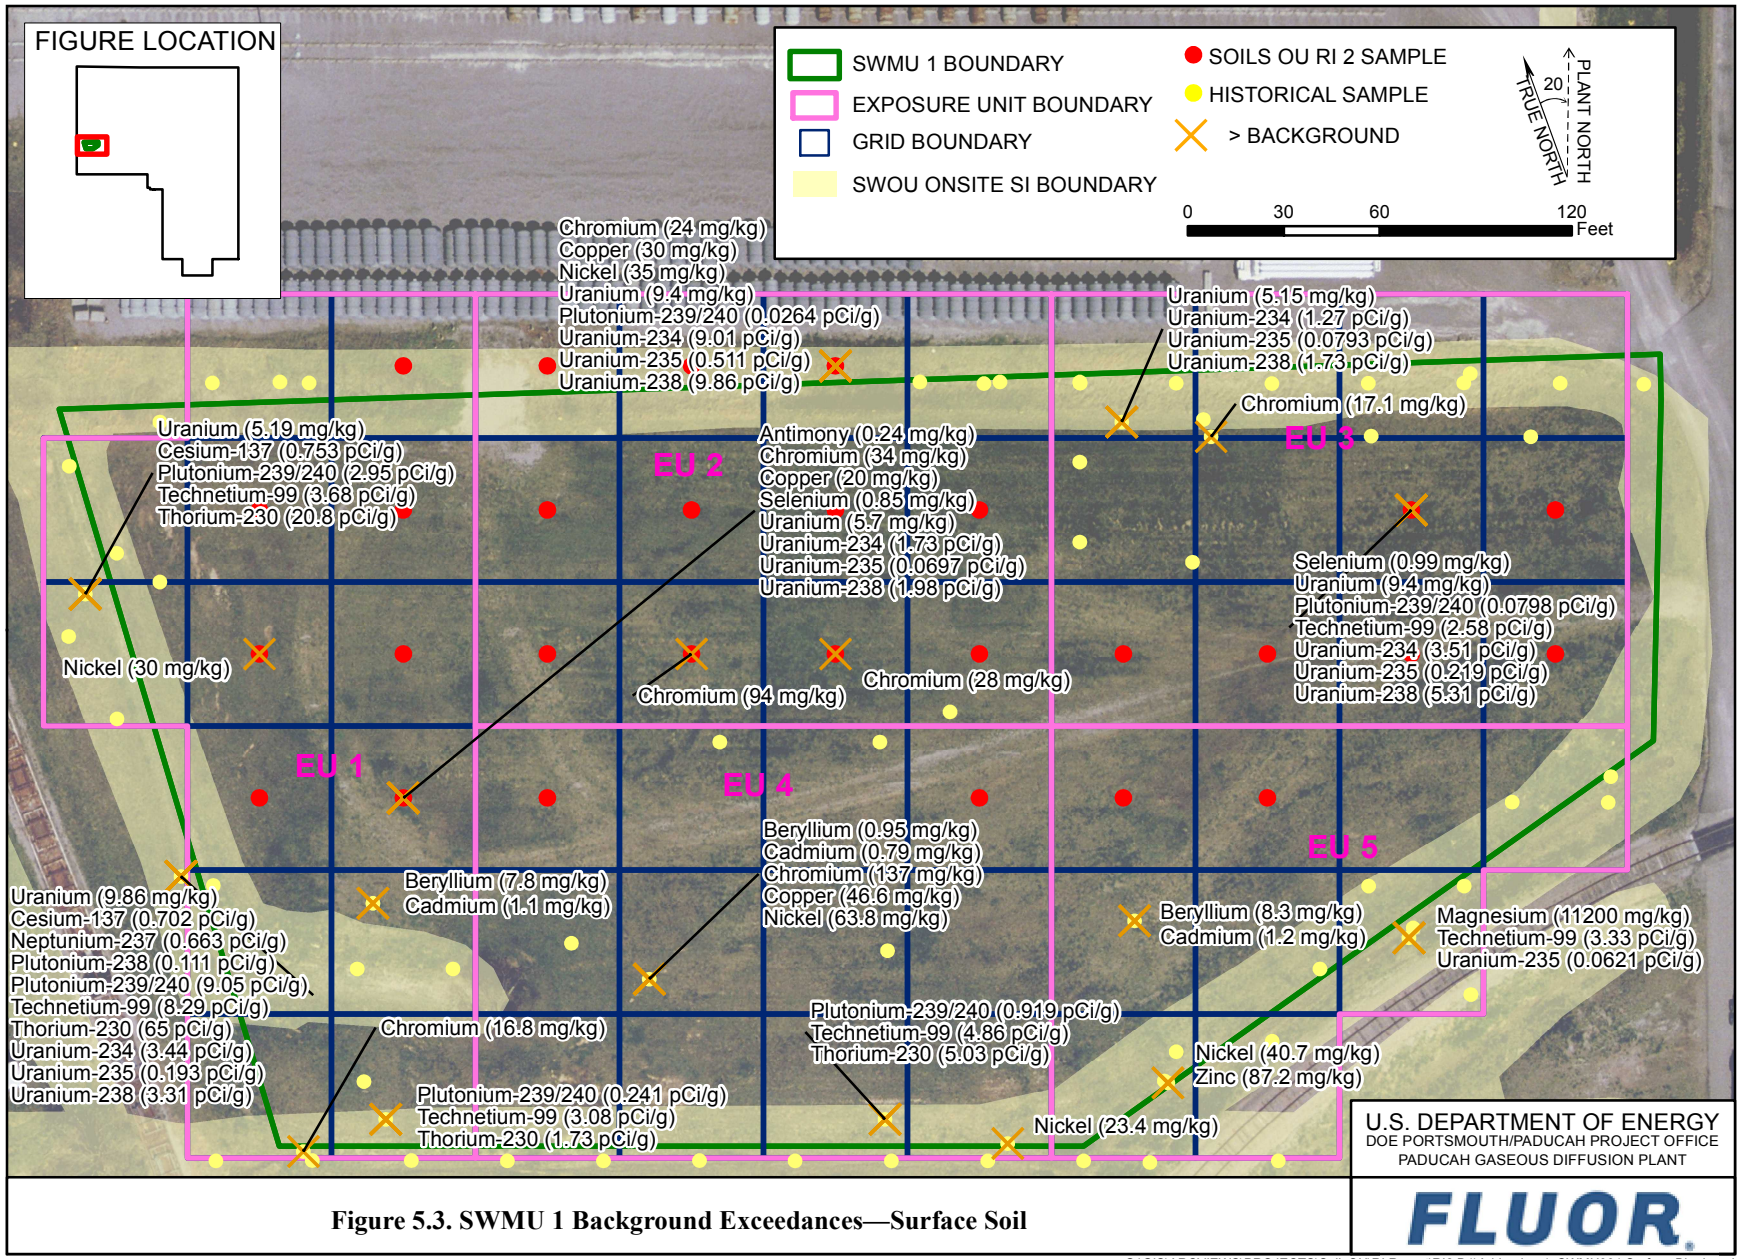 FIGURE LOCATION
SWMU 1 BOUNDARY
EXPOSURE UNIT BOUNDARY
GRID BOUNDARY
SWOU ONSITE SI BOUNDARY
SOILS OU RI 2 SAMPLE
HISTORICAL SAMPLE
> BACKGROUND
TRUE NORTH
20
PLANT NORTH
0 30 60 120
Feet
Chromium (24 mg/kg)
Copper (30 mg/kg)
Nickel (35 mg/kg)
Uranium (9.4 mg/kg)
Plutonium-239/240 (0.0264 pCi/g)
Uranium-234 (9.01 pCi/g)
Uranium-235 (0.511 pCi/g)
Uranium-238 (9.86 pCi/g)
Uranium (5.15 mg/kg)
Uranium-234 (1.27 pCi/g)
Uranium-235 (0.0793 pCi/g)
Uranium-238 (1.73 pCi/g)
Chromium (17.1 mg/kg)
EU 3
Uranium (5.19 mg/kg)
Cesium-137 (0.753 pCi/g)
Plutonium-239/240 (2.95 pCi/g)
Technetium-99 (3.68 pCi/g)
Thorium-230 (20.8 pCi/g)
EU 2
Antimony (0.24 mg/kg)
Chromium (34 mg/kg)
Copper (20 mg/kg)
Selenium (0.85 mg/kg)
Uranium (5.7 mg/kg)
Uranium-234 (1.73 pCi/g)
Uranium-235 (0.0697 pCi/g)
Uranium-238 (1.98 pCi/g)
Selenium (0.99 mg/kg)
Uranium (9.4 mg/kg)
Plutonium-239/240 (0.0798 pCi/g)
Technetium-99 (2.58 pCi/g)
Uranium-234 (3.51 pCi/g)
Uranium-235 (0.219 pCi/g)
Uranium-238 (5.31 pCi/g)
Nickel (30 mg/kg)
Chromium (94 mg/kg)
Chromium (28 mg/kg)
EU 1
EU 4
EU 5
Beryllium (0.95 mg/kg)
Cadmium (0.79 mg/kg)
Chromium (137 mg/kg)
Copper (46.6 mg/kg)
Nickel (63.8 mg/kg)
Beryllium (7.8 mg/kg)
Cadmium (1.1 mg/kg)
Uranium (9.86 mg/kg)
Cesium-137 (0.702 pCi/g)
Neptunium-237 (0.663 pCi/g)
Plutonium-238 (0.111 pCi/g)
Plutonium-239/240 (9.05 pCi/g)
Technetium-99 (8.29 pCi/g)
Thorium-230 (65 pCi/g)
Uranium-234 (3.44 pCi/g)
Uranium-235 (0.193 pCi/g)
Uranium-238 (3.31 pCi/g)
Beryllium (8.3 mg/kg)
Cadmium (1.2 mg/kg)
Magnesium (11200 mg/kg)
Technetium-99 (3.33 pCi/g)
Uranium-235 (0.0621 pCi/g)
Chromium (16.8 mg/kg)
Plutonium-239/240 (0.919 pCi/g)
Technetium-99 (4.86 pCi/g)
Thorium-230 (5.03 pCi/g)
Nickel (40.7 mg/kg)
Zinc (87.2 mg/kg)
Plutonium-239/240 (0.241 pCi/g)
Technetium-99 (3.08 pCi/g)
Thorium-230 (1.73 pCi/g)
Nickel (23.4 mg/kg)
U.S. DEPARTMENT OF ENERGY
DOE PORTSMOUTH/PADUCAH PROJECT OFFICE
PADUCAH GASEOUS DIFFUSION PLANT
FLUOR®
Figure 5.3. SWMU 1 Background Exceedances—Surface Soil